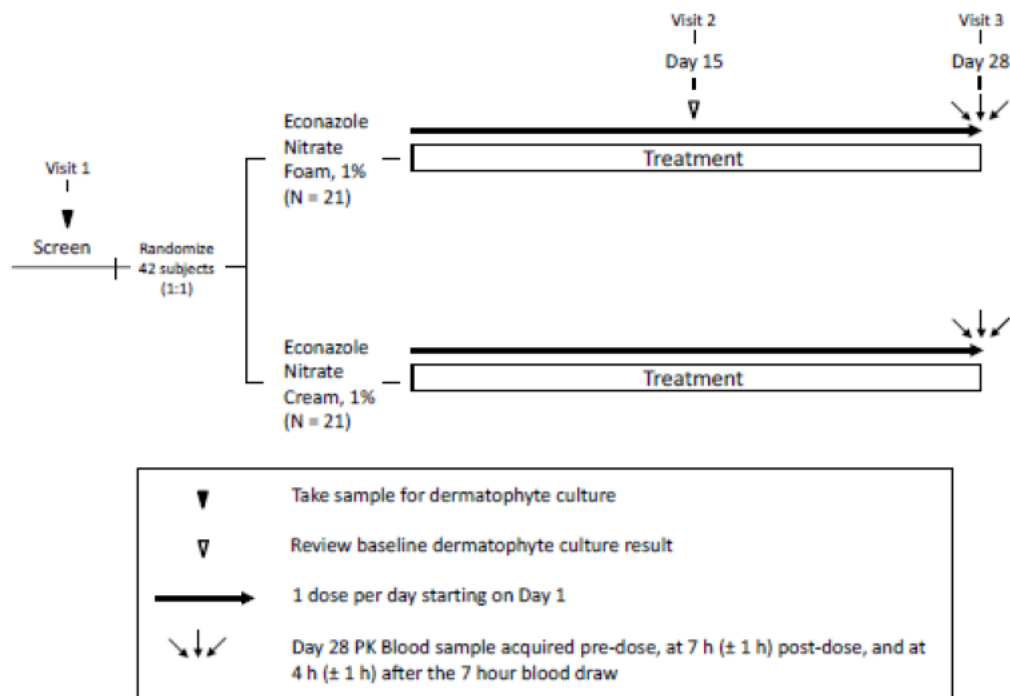 Visit 2
Visit 3
Day 15
Day 28
Econazole
Nitrate
Foam, 1%
(N = 21)
Treatment
Visit 1
Screen
Randomize
42 subjects
(1:1)
Econazole
Nitrate
Cream, 1%
(N = 21)
Treatment
Take sample for dermatophyte culture
Review baseline dermatophyte culture result
1 dose per day starting on Day 1
Day 28 PK Blood sample acquired pre-dose, at 7 h (± 1 h) post-dose, and at
4 h (± 1 h) after the 7 hour blood draw